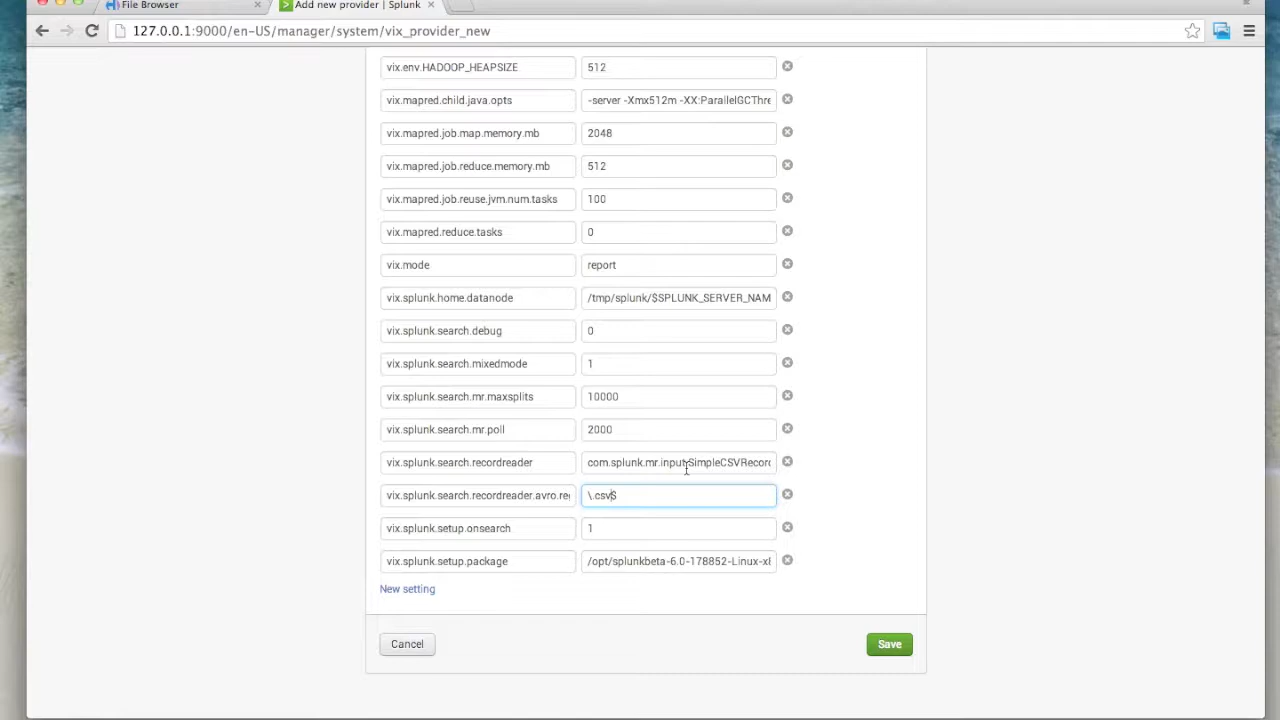 File Browser
Add new provider | Splunk
127.0.0.1:9000/en-US/manager/system/vix_provider_new
vix.env.HADOOP_HEAPSIZE 512
vix.mapred.child.java.opts -server -Xmx512m -XX:ParallelGCThre
vix.mapred.job.map.memory.mb 2048
vix.mapred.job.reduce.memory.mb 512
vix.mapred.job.reuse.jvm.num.tasks 100
vix.mapred.reduce.tasks 0
vix.mode report
vix.splunk.home.datanode /tmp/splunk/$SPLUNK_SERVER_NAM
vix.splunk.search.debug 0
vix.splunk.search.mixedmode 1
vix.splunk.search.mr.maxsplits 10000
vix.splunk.search.mr.poll 2000
vix.splunk.search.recordreader com.splunk.mr.input.SimpleCSVRecord
vix.splunk.search.recordreader.avro.reg \.csv$
vix.splunk.setup.onsearch 1
vix.splunk.setup.package /opt/splunkbeta-6.0-178852-Linux-x8
New setting
Cancel Save